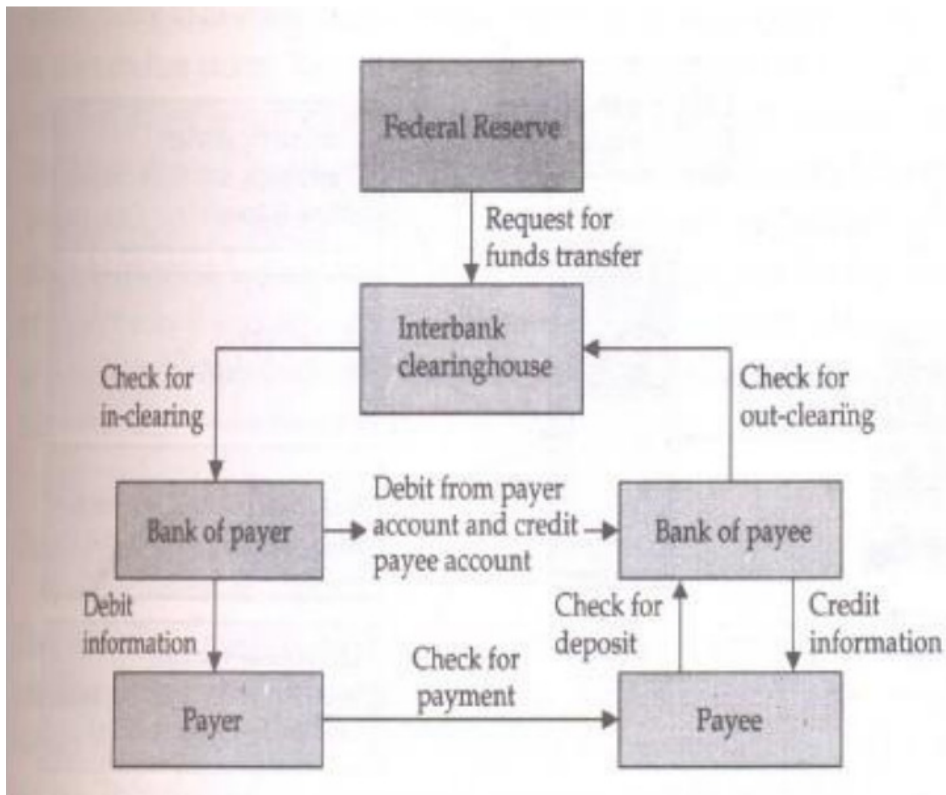 Federal Reserve
Request for
funds transfer
Interbank
clearinghouse
Check for
in-clearing
Check for
out-clearing
Bank of payer
Debit from payer
account and credit
payee account
Bank of payee
Debit
information
Check for
deposit
Credit
information
Check for
payment
Payer
Payee